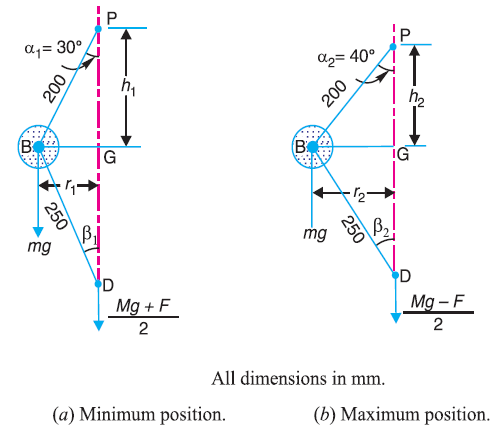 P
α₁= 30°
200
h₁
B
G
r₁
mg
250
β₁
D
Mg + F
2
P
α₂= 40°
200
h₂
B
G
r₂
mg
250
β₂
D
Mg – F
2
All dimensions in mm.
(a) Minimum position.
(b) Maximum position.